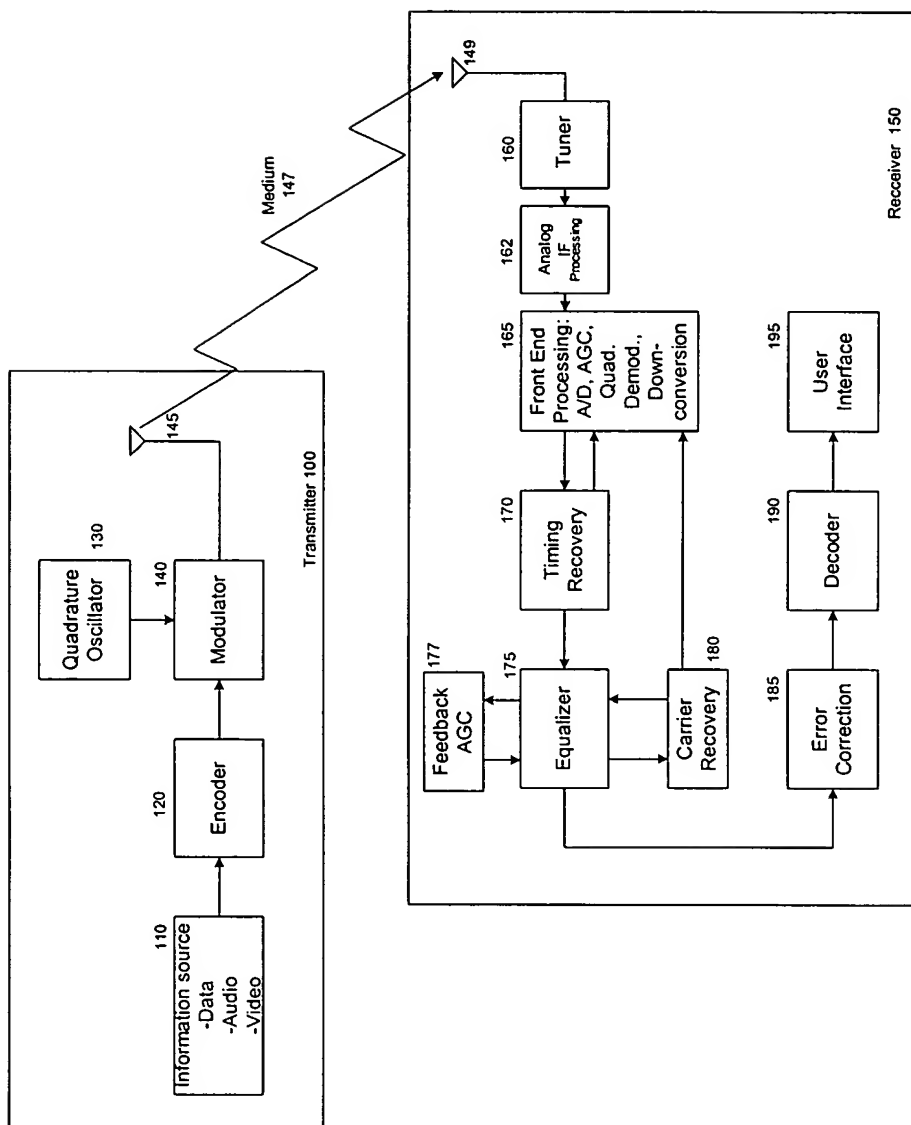 Information source
-Data
-Audio
-Video
110
Encoder
120
Quadrature
Oscillator
130
Modulator
140
145
Transmitter 100
Medium
147
149
Tuner
160
Analog
IF
Processing
162
Front End
Processing:
A/D, AGC,
Quad.
Demod.,
Down-
conversion
165
Timing
Recovery
170
Feedback
AGC
177
Equalizer
175
Carrier
Recovery
180
Error
Correction
185
Decoder
190
User
Interface
195
Recceiver 150